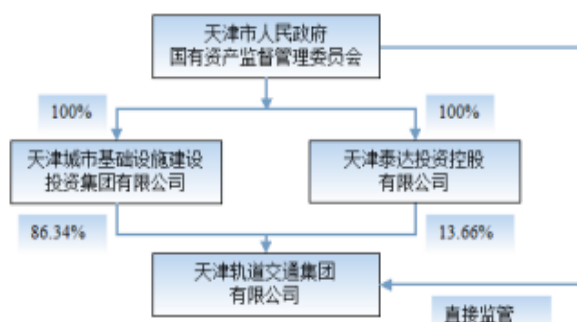 天津市人民政府
国有资产监督管理委员会
100%
100%
天津城市基础设施建设
投资集团有限公司
天津泰达投资控股
有限公司
86.34%
13.66%
天津轨道交通集团
有限公司
直接监管